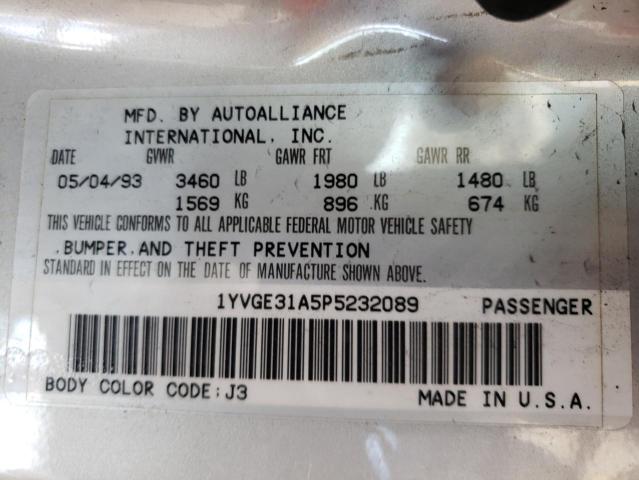 MFD. BY AUTOALLIANCE
INTERNATIONAL, INC.
DATE GVWR GAWR FRT GAWR RR
05/04/93 3460 LB 1980 LB 1480 LB
1569 KG 896 KG 674 KG
THIS VEHICLE CONFORMS TO ALL APPLICABLE FEDERAL MOTOR VEHICLE SAFETY
,BUMPER,AND THEFT PREVENTION
STANDARD IN EFFECT ON THE DATE OF MANUFACTURE SHOWN ABOVE.
1YVGE31A5P5232089 PASSENGER
BODY COLOR CODE:J3 MADE IN U.S.A.